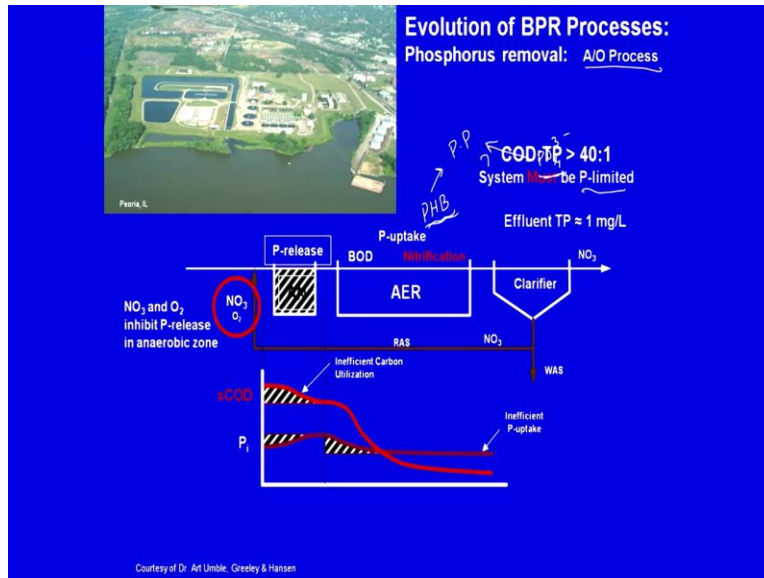 Evolution of BPR Processes:
Phosphorus removal: A/O Process
P.P
COD:TP > 40:1
System Must be P-limited
PHB
Effluent TP ≈ 1 mg/L
Peoria, IL
P-uptake
P-release
BOD
Nitrification
NO3
AER
Clarifier
NO3
O2
NO3 and O2
inhibit P-release
in anaerobic zone
RAS
NO3
WAS
Inefficient Carbon
Utilization
sCOD
Inefficient
P-uptake
Pi
Courtesy of Dr. Art Umble, Greeley & Hansen